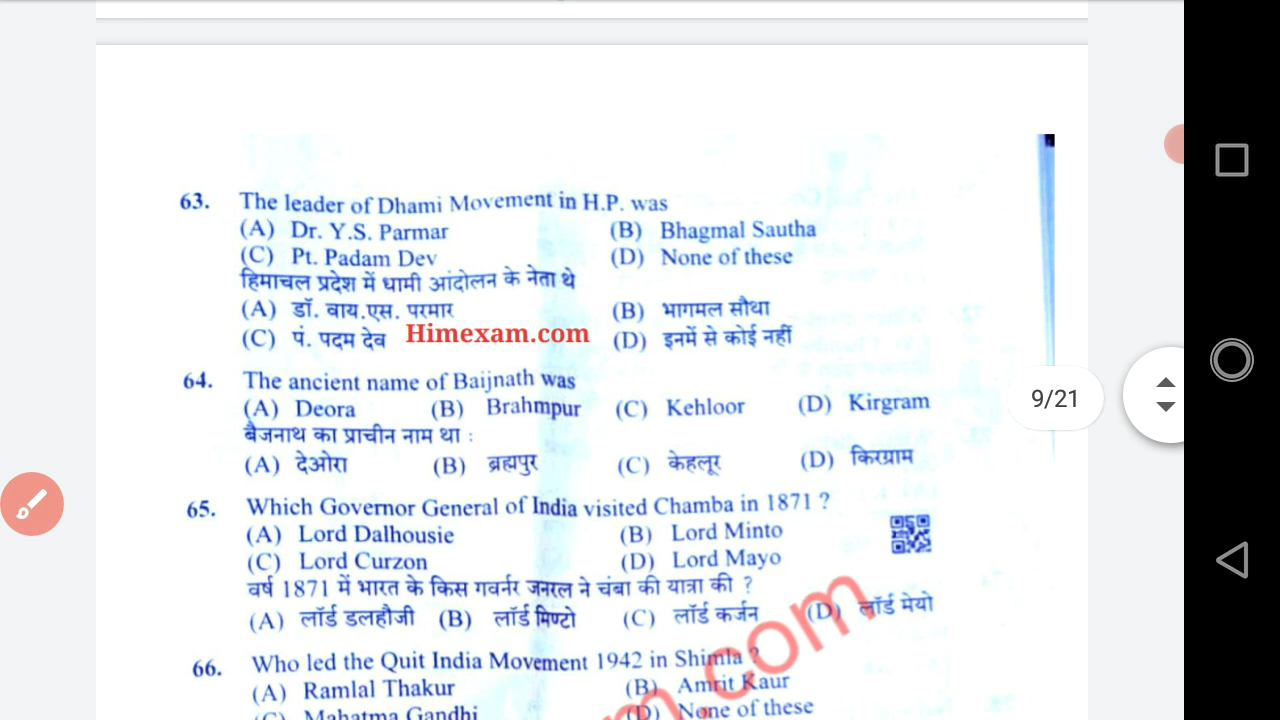 63. The leader of Dhami Movement in H.P. was
(A) Dr. Y.S. Parmar (B) Bhagmal Sautha
(C) Pt. Padam Dev (D) None of these
हिमाचल प्रदेश में धामी आंदोलन के नेता थे
(A) डॉ. वाय.एस. परमार (B) भागमल सौथा
(C) पं. पदम देव Himexam.com (D) इनमें से कोई नहीं
64. The ancient name of Baijnath was
(A) Deora (B) Brahmpur (C) Kehloor (D) Kirgram
9/21
बैजनाथ का प्राचीन नाम था :
(A) देओरा (B) ब्रह्मपुर (C) केहलूर (D) किरग्राम
65. Which Governor General of India visited Chamba in 1871 ?
(A) Lord Dalhousie (B) Lord Minto
(C) Lord Curzon (D) Lord Mayo
वर्ष 1871 में भारत के किस गवर्नर जनरल ने चंबा की यात्रा की ?
(A) लॉर्ड डलहौजी (B) लॉर्ड मिण्टो (C) लॉर्ड कर्जन (D) लॉर्ड मेयो
m.com
66. Who led the Quit India Movement 1942 in Shimla ?
(A) Ramlal Thakur (B) Amrit Kaur
(C) Mahatma Gandhi (D) None of these